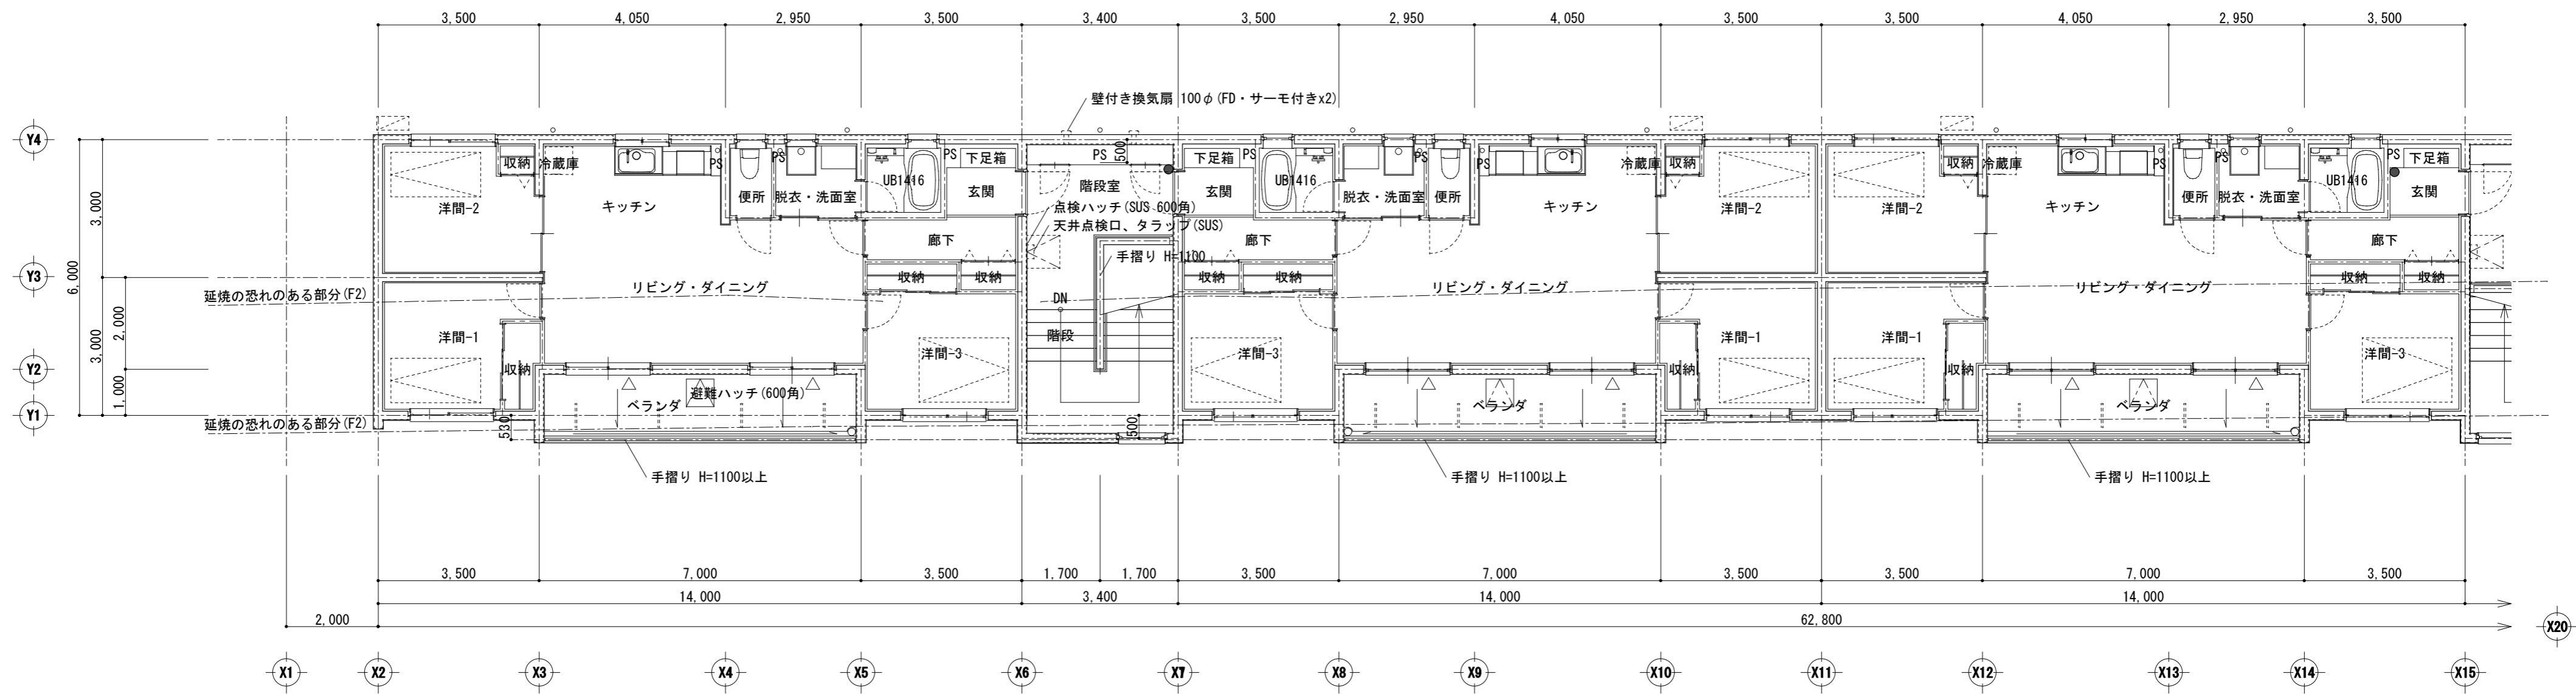 3,500 4,050 2,950 3,500 3,400 3,500 2,950 4,050 3,500 3,500 4,050 2,950 3,500
壁付き換気扇 100φ(FD・サーモ付きx2)
Y4
Y3
Y2
Y1
6,000
3,000
3,000
2,000
1,000
530
500
500
収納 冷蔵庫 PS PS PS 下足箱 PS 下足箱 PS PS PS 冷蔵庫 収納 収納 冷蔵庫 PS PS PS 下足箱
洋間-2 キッチン 便所 脱衣・洗面室 UB1416 玄関 階段室 玄関 UB1416 脱衣・洗面室 便所 キッチン 洋間-2 洋間-2 キッチン 便所 脱衣・洗面室 UB1416 玄関
点検ハッチ(SUS 600角)
天井点検口、タラップ(SUS)
廊下 廊下 廊下
手摺り H=1100
収納 収納 収納 収納 収納 収納
延焼の恐れのある部分(F2)
リビング・ダイニング リビング・ダイニング リビング・ダイニング
DN
階段
洋間-1 洋間-3 洋間-3 洋間-1 洋間-1 洋間-3
収納 収納 収納
避難ハッチ(600角)
ベランダ ベランダ ベランダ
延焼の恐れのある部分(F2)
手摺り H=1100以上 手摺り H=1100以上 手摺り H=1100以上
3,500 7,000 3,500 1,700 1,700 3,500 7,000 3,500 3,500 7,000 3,500
14,000 3,400 14,000 14,000
2,000 62,800
X20
X1 X2 X3 X4 X5 X6 X7 X8 X9 X10 X11 X12 X13 X14 X15